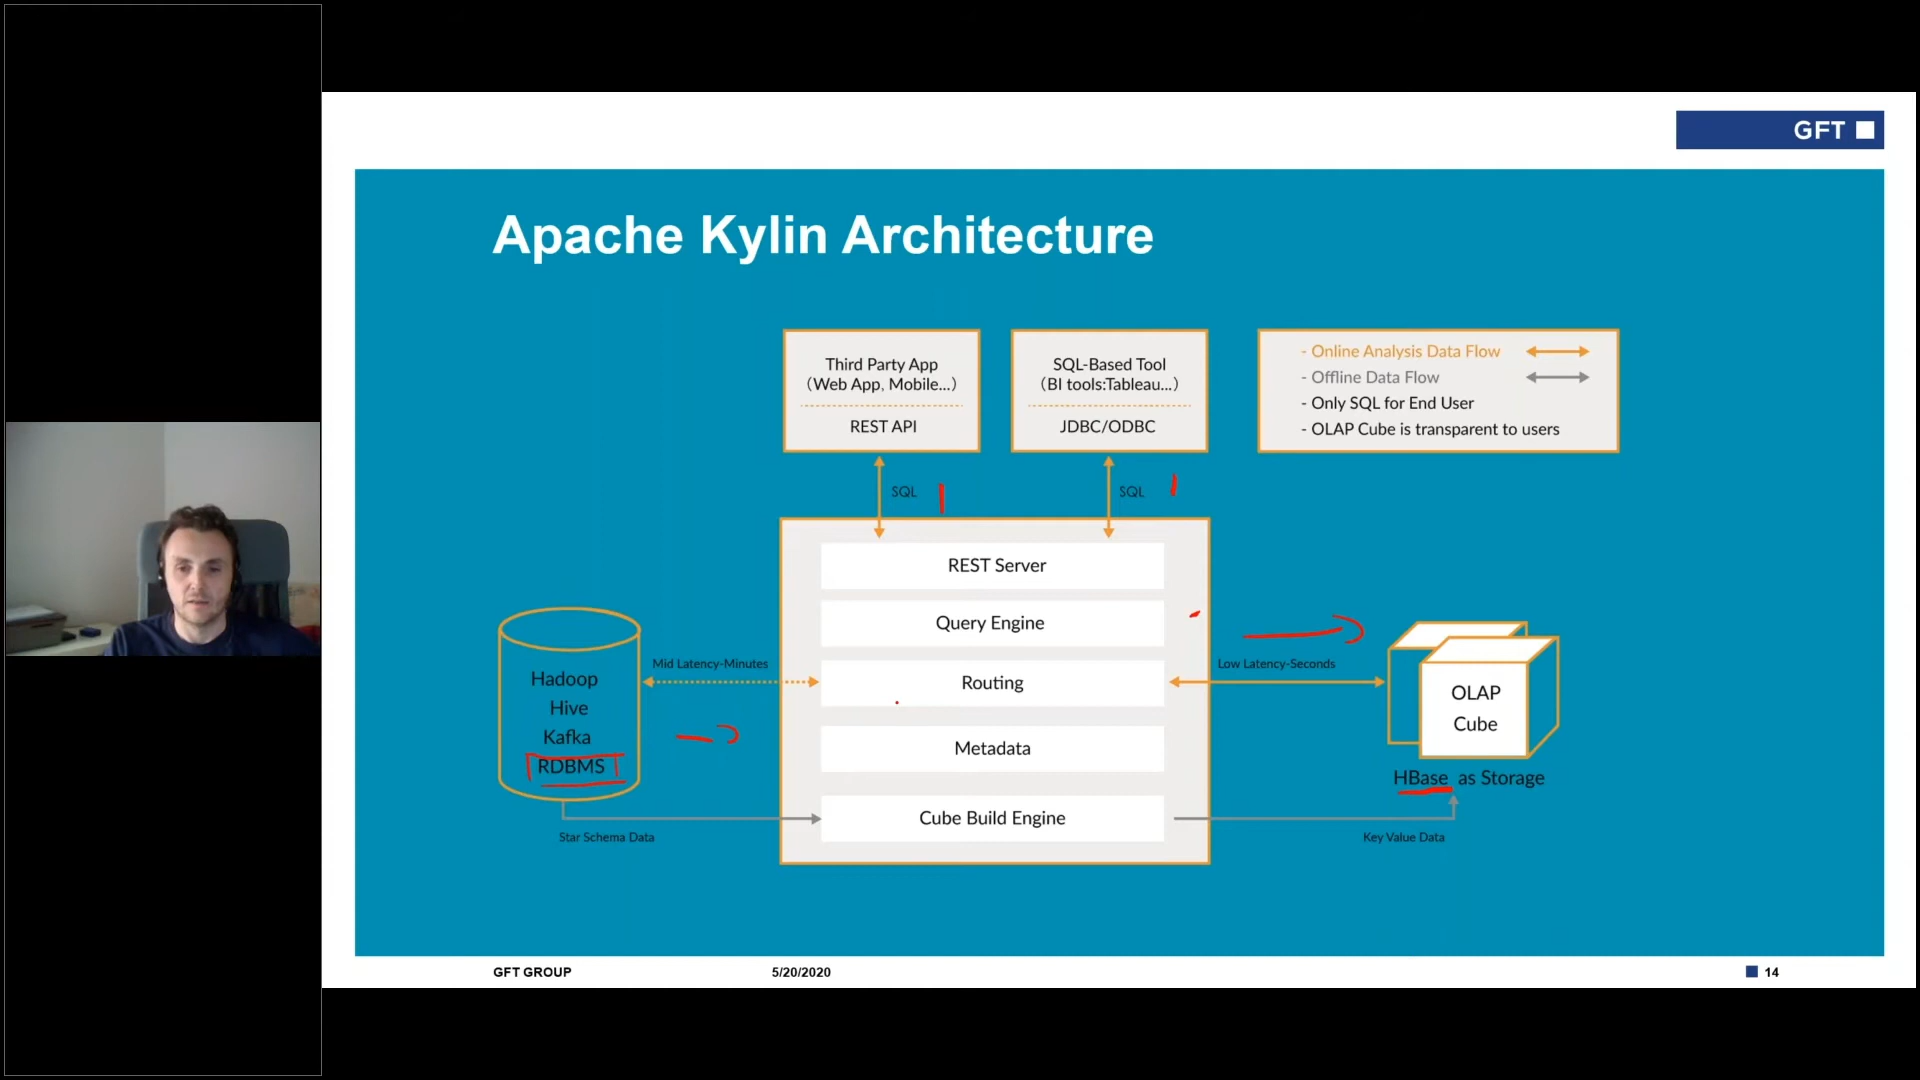 GFT
Apache Kylin Architecture
Third Party App
(Web App, Mobile...)
REST API
SQL-Based Tool
(BI tools:Tableau...)
JDBC/ODBC
- Online Analysis Data Flow
- Offline Data Flow
- Only SQL for End User
- OLAP Cube is transparent to users
SQL
SQL
REST Server
Query Engine
Routing
Metadata
Cube Build Engine
Hadoop
Hive
Kafka
RDBMS
Mid Latency-Minutes
Low Latency-Seconds
OLAP
Cube
HBase as Storage
Star Schema Data
Key Value Data
GFT GROUP
5/20/2020
14